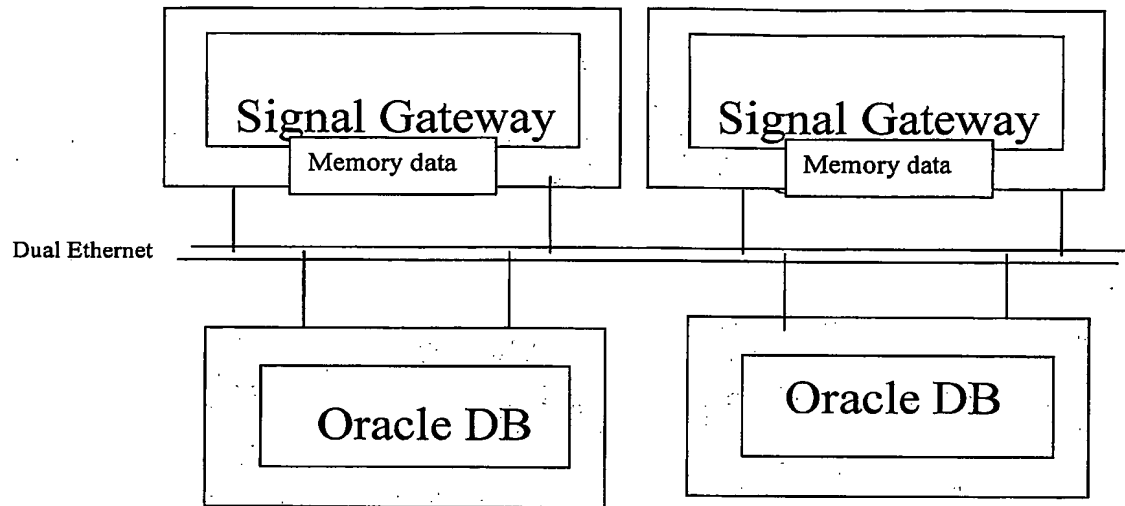 Signal Gateway
Memory data
Signal Gateway
Memory data
Dual Ethernet
Oracle DB
Oracle DB